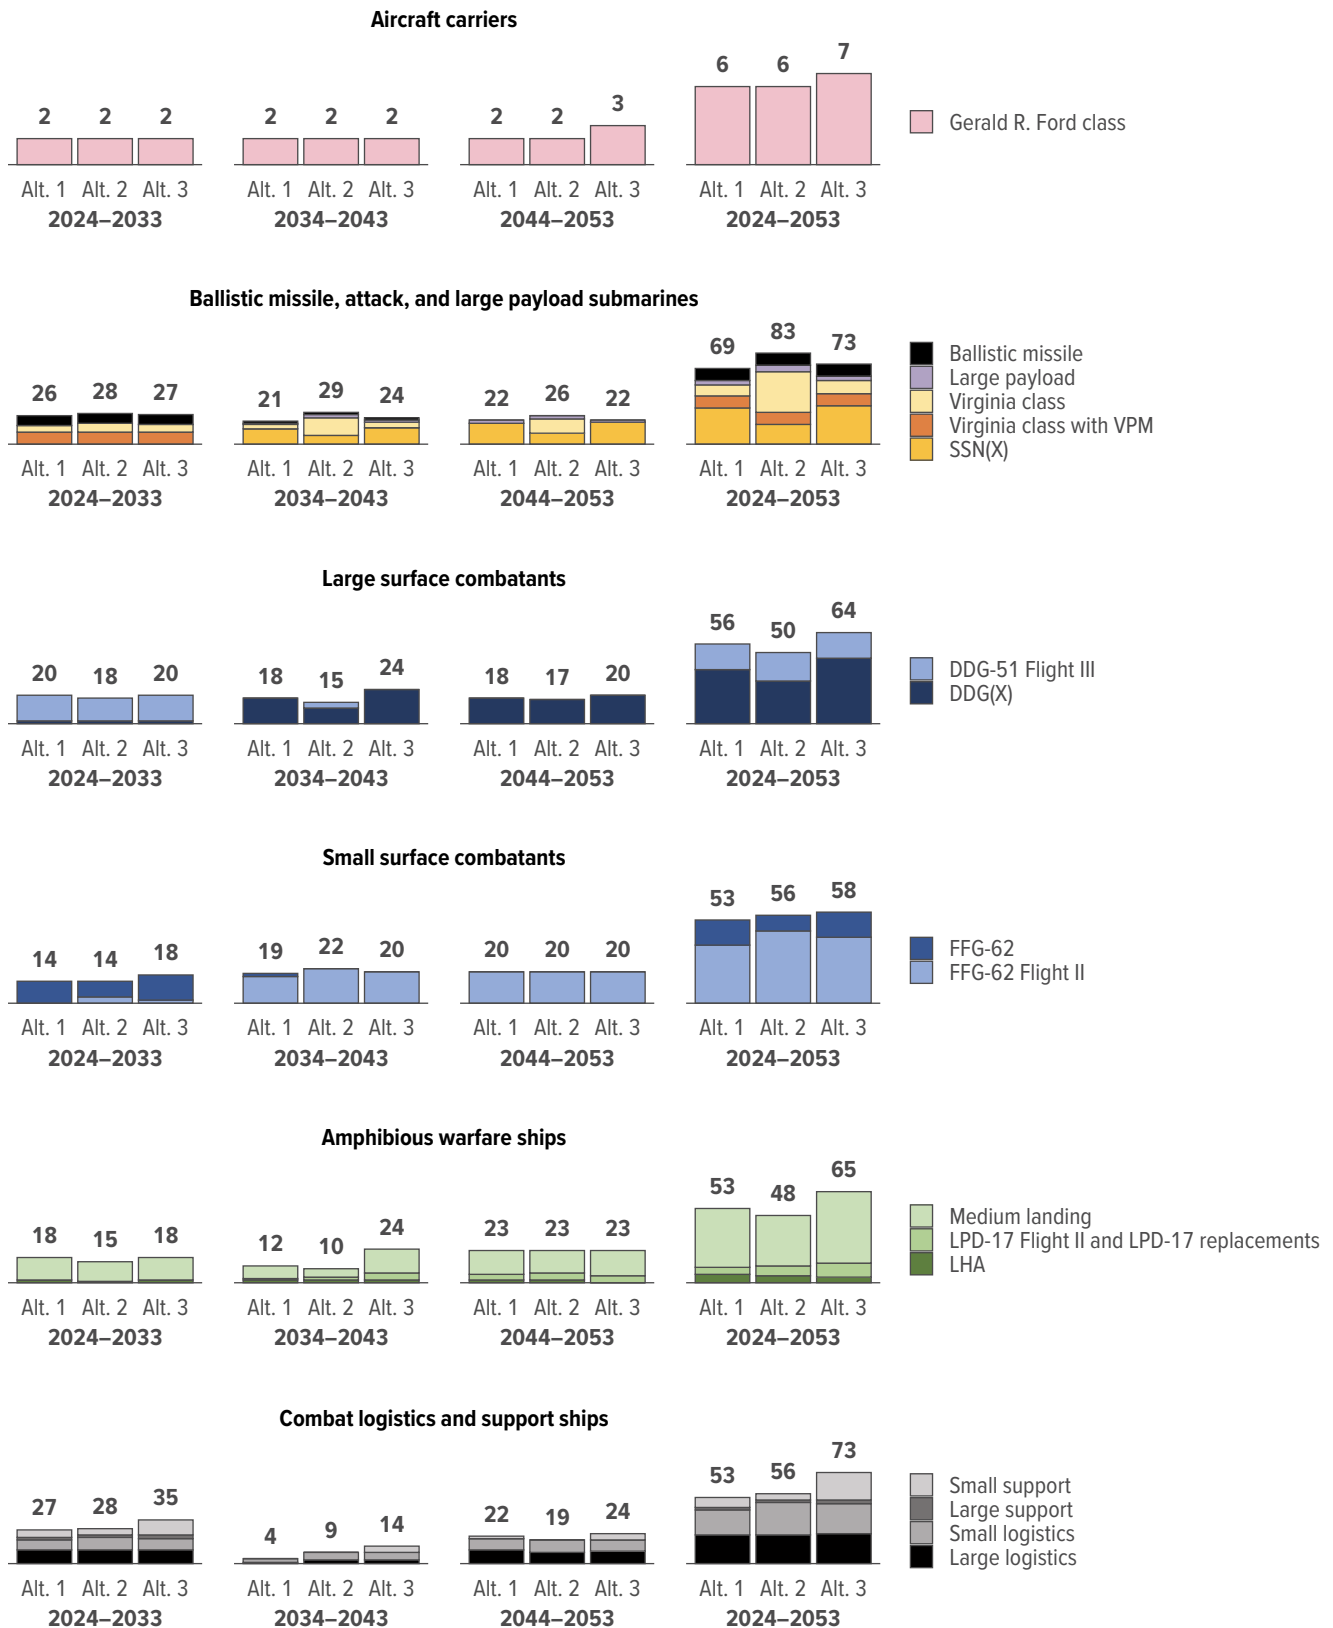 Aircraft carriers
2 2 2 2 2 2 2 2 3 6 6 7
Gerald R. Ford class
Alt. 1 Alt. 2 Alt. 3 Alt. 1 Alt. 2 Alt. 3 Alt. 1 Alt. 2 Alt. 3 Alt. 1 Alt. 2 Alt. 3
2024–2033 2034–2043 2044–2053 2024–2053
Ballistic missile, attack, and large payload submarines
26 28 27 21 29 24 22 26 22 69 83 73
Ballistic missile
Large payload
Virginia class
Virginia class with VPM
SSN(X)
Alt. 1 Alt. 2 Alt. 3 Alt. 1 Alt. 2 Alt. 3 Alt. 1 Alt. 2 Alt. 3 Alt. 1 Alt. 2 Alt. 3
2024–2033 2034–2043 2044–2053 2024–2053
Large surface combatants
20 18 20 18 15 24 18 17 20 56 50 64
DDG-51 Flight III
DDG(X)
Alt. 1 Alt. 2 Alt. 3 Alt. 1 Alt. 2 Alt. 3 Alt. 1 Alt. 2 Alt. 3 Alt. 1 Alt. 2 Alt. 3
2024–2033 2034–2043 2044–2053 2024–2053
Small surface combatants
14 14 18 19 22 20 20 20 20 53 56 58
FFG-62
FFG-62 Flight II
Alt. 1 Alt. 2 Alt. 3 Alt. 1 Alt. 2 Alt. 3 Alt. 1 Alt. 2 Alt. 3 Alt. 1 Alt. 2 Alt. 3
2024–2033 2034–2043 2044–2053 2024–2053
Amphibious warfare ships
18 15 18 12 10 24 23 23 23 53 48 65
Medium landing
LPD-17 Flight II and LPD-17 replacements
LHA
Alt. 1 Alt. 2 Alt. 3 Alt. 1 Alt. 2 Alt. 3 Alt. 1 Alt. 2 Alt. 3 Alt. 1 Alt. 2 Alt. 3
2024–2033 2034–2043 2044–2053 2024–2053
Combat logistics and support ships
27 28 35 4 9 14 22 19 24 53 56 73
Small support
Large support
Small logistics
Large logistics
Alt. 1 Alt. 2 Alt. 3 Alt. 1 Alt. 2 Alt. 3 Alt. 1 Alt. 2 Alt. 3 Alt. 1 Alt. 2 Alt. 3
2024–2033 2034–2043 2044–2053 2024–2053